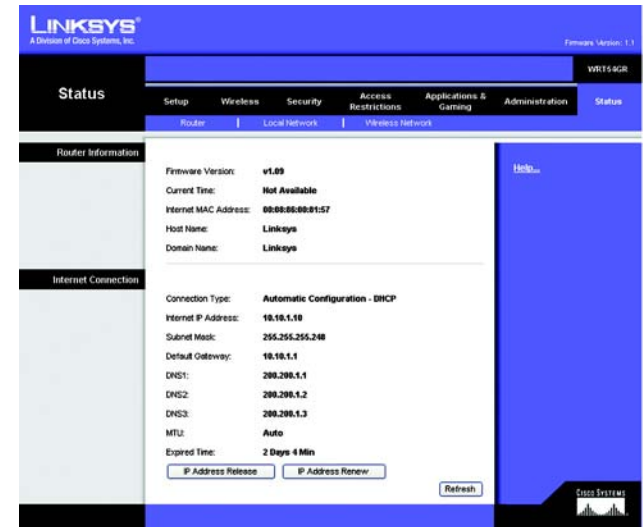 LINKSYS®
A Division of Cisco Systems, Inc.
Firmware Version: 1.1
WRT54GR
Status
Setup Wireless Security Access Restrictions Applications & Gaming Administration Status
Router | Local Network | Wireless Network
Router Information
Help...
Firmware Version: v1.09
Current Time: Not Available
Internet MAC Address: 00:08:86:00:01:57
Host Name: Linksys
Domain Name: Linksys
Internet Connection
Connection Type: Automatic Configuration - DHCP
Internet IP Address: 10.10.1.10
Subnet Mask: 255.255.255.248
Default Gateway: 10.10.1.1
DNS1: 200.200.1.1
DNS2: 200.200.1.2
DNS3: 200.200.1.3
MTU: Auto
Expired Time: 2 Days 4 Min
IP Address Release IP Address Renew
Refresh
CISCO SYSTEMS